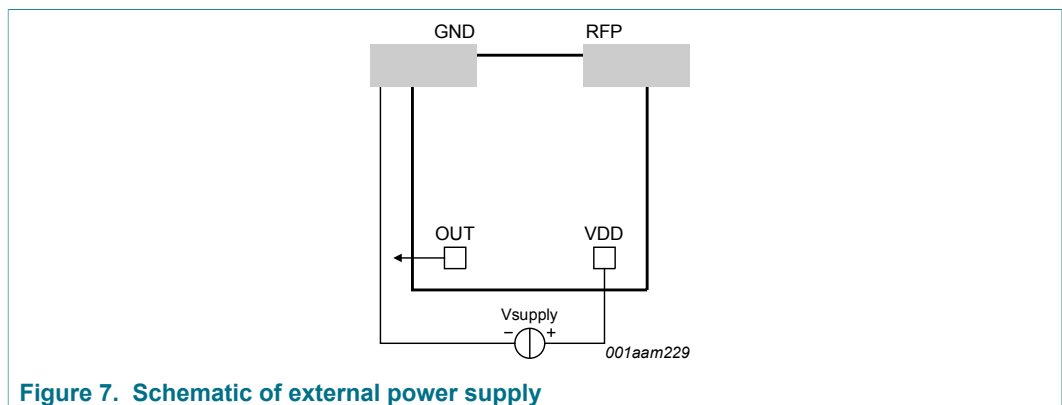 GND RFP
OUT VDD
Vsupply
− +
001aam229
Figure 7. Schematic of external power supply